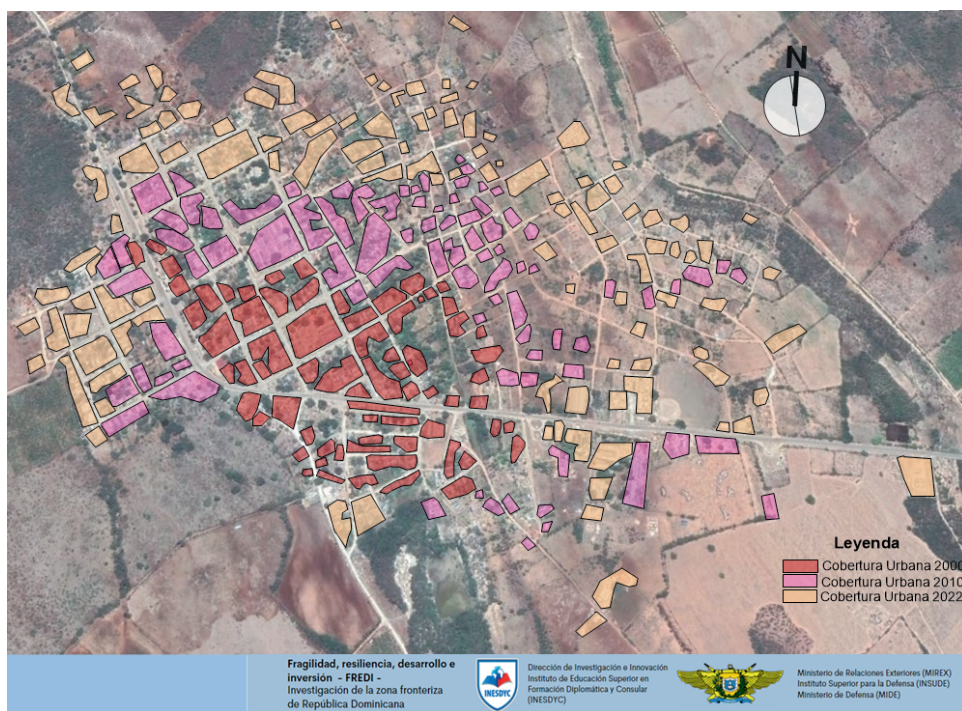 N
Leyenda
Cobertura Urbana 2000
Cobertura Urbana 2010
Cobertura Urbana 2022
Fragilidad, resiliencia, desarrollo e
inversión - FREDI -
Investigación de la zona fronteriza
de República Dominicana
INESDYC
Dirección de Investigación e Innovación
Instituto de Educación Superior en
Formación Diplomática y Consular
(INESDYC)
Ministerio de Relaciones Exteriores (MIREX)
Instituto Superior para la Defensa (INSUDE)
Ministerio de Defensa (MIDE)